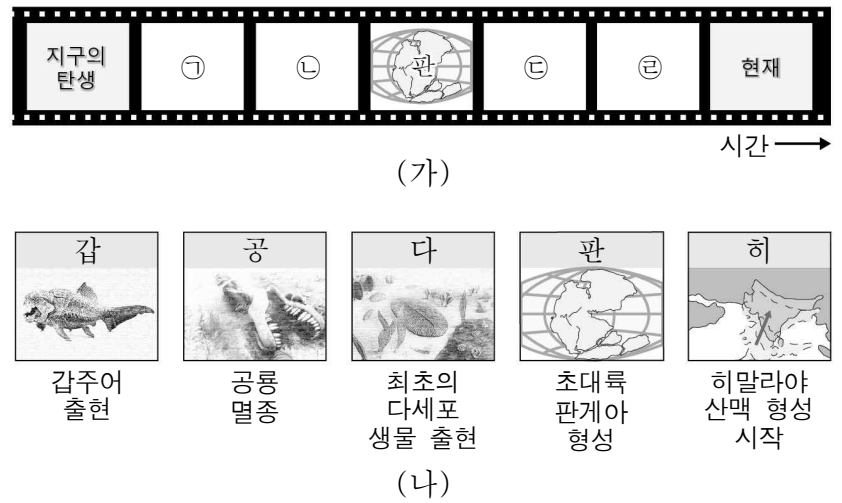 지구의
탄생
㉠
㉡
판
㉢
㉣
현재
시간
(가)
갑
공
다
판
히
갑주어
출현
공룡
멸종
최초의
다세포
생물 출현
초대륙
판게아
형성
히말라야
산맥 형성
시작
(나)